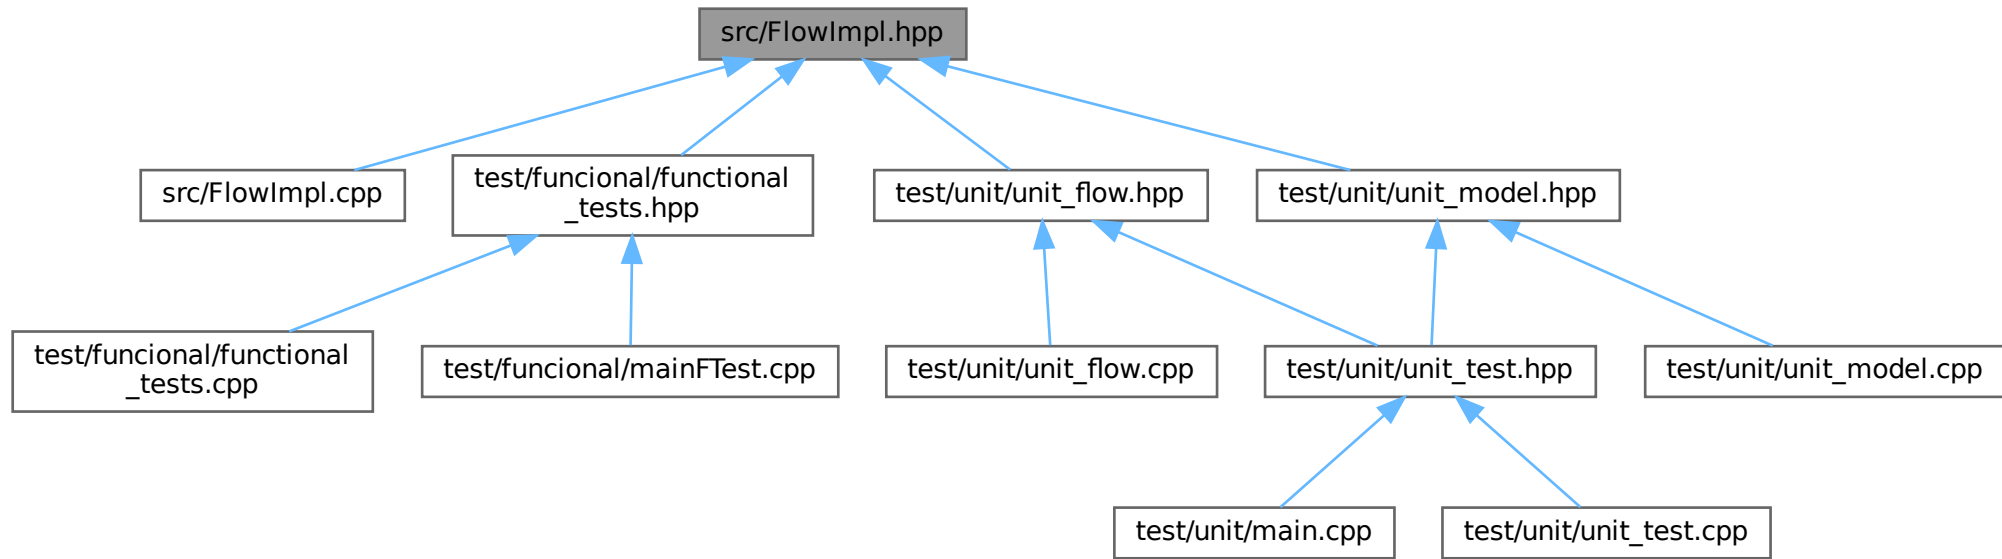 src/FlowImpl.hpp
src/FlowImpl.cpp
test/funcional/functional
_tests.hpp
test/unit/unit_flow.hpp
test/unit/unit_model.hpp
test/funcional/functional
_tests.cpp
test/funcional/mainFTest.cpp
test/unit/unit_flow.cpp
test/unit/unit_test.hpp
test/unit/unit_model.cpp
test/unit/main.cpp
test/unit/unit_test.cpp